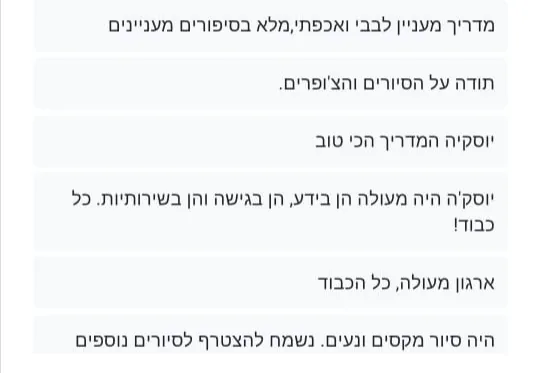 מדריך מעניין לבבי ואכפתי,מלא בסיפורים מעניינים
תודה על הסיורים והצ'ופרים.
יוסקיה המדריך הכי טוב
יוסק'ה היה מעולה הן בידע, הן בגישה והן בשירותיות. כל
כבוד!
ארגון מעולה, כל הכבוד
היה סיור מקסים ונעים. נשמח להצטרף לסיורים נוספים